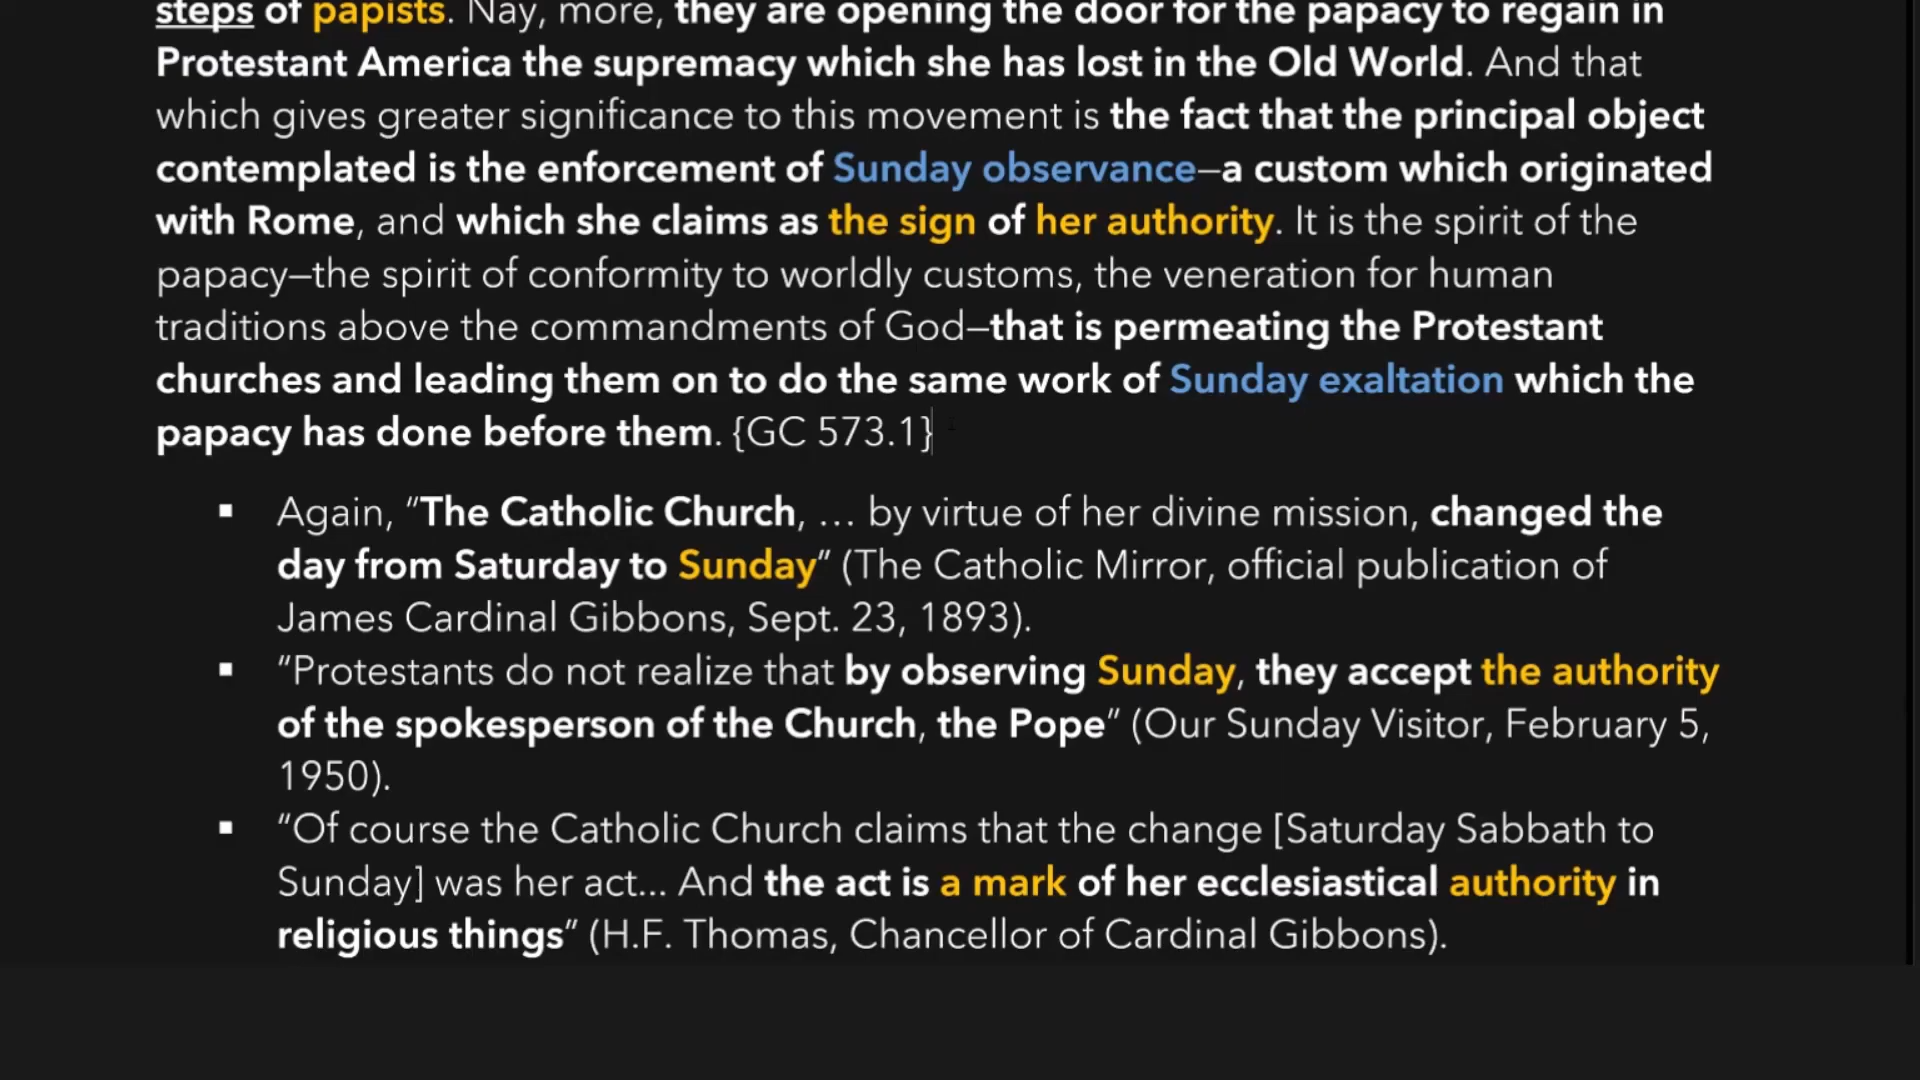 steps of papists. Nay, more, they are opening the door for the papacy to regain in
Protestant America the supremacy which she has lost in the Old World. And that
which gives greater significance to this movement is the fact that the principal object
contemplated is the enforcement of Sunday observance—a custom which originated
with Rome, and which she claims as the sign of her authority. It is the spirit of the
papacy—the spirit of conformity to worldly customs, the veneration for human
traditions above the commandments of God—that is permeating the Protestant
churches and leading them on to do the same work of Sunday exaltation which the
papacy has done before them. {GC 573.1}
▪ Again, “The Catholic Church, … by virtue of her divine mission, changed the
day from Saturday to Sunday” (The Catholic Mirror, official publication of
James Cardinal Gibbons, Sept. 23, 1893).
▪ “Protestants do not realize that by observing Sunday, they accept the authority
of the spokesperson of the Church, the Pope” (Our Sunday Visitor, February 5,
1950).
▪ “Of course the Catholic Church claims that the change [Saturday Sabbath to
Sunday] was her act... And the act is a mark of her ecclesiastical authority in
religious things” (H.F. Thomas, Chancellor of Cardinal Gibbons).